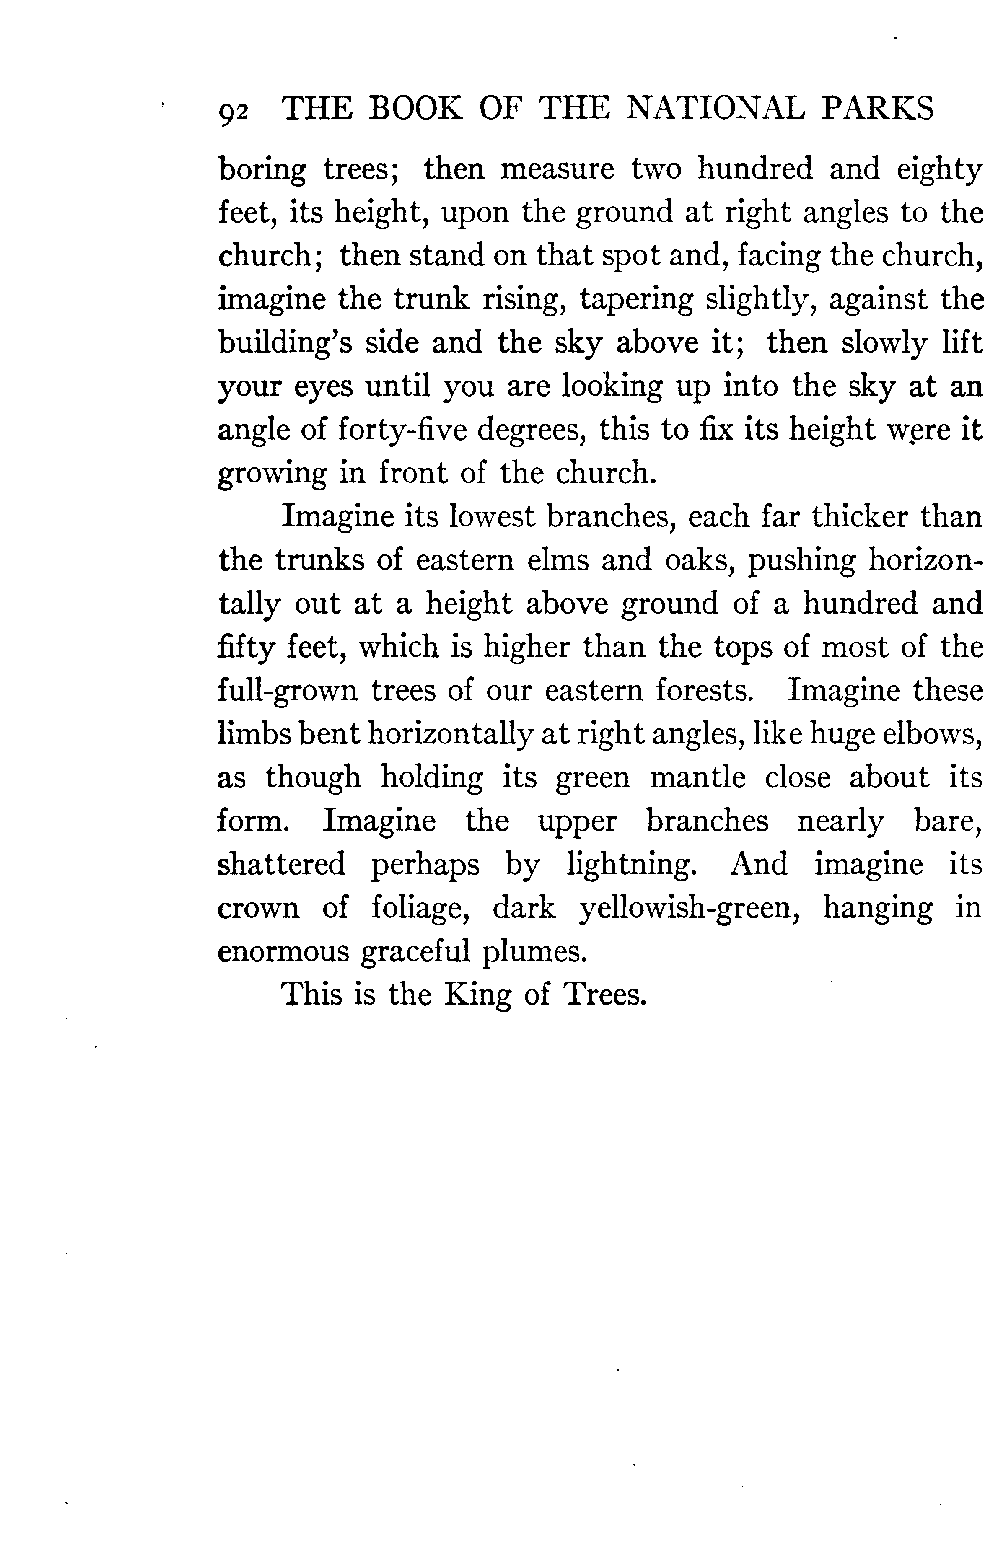 92 THE BOOK OF THE NATIONAL PARKS
boring trees; then measure two hundred and eighty
feet, its height, upon the ground at right angles to the
church; then stand on that spot and, facing the church,
imagine the trunk rising, tapering slightly, against the
building's side and the sky above it; then slowly lift
your eyes until you are looking up into the sky at an
angle of forty-five degrees, this to fix its height were it
growing in front of the church.
Imagine its lowest branches, each far thicker than
the trunks of eastern elms and oaks, pushing horizon-
tally out at a height above ground of a hundred and
fifty feet, which is higher than the tops of most of the
full-grown trees of our eastern forests. Imagine these
limbs bent horizontally at right angles, like huge elbows,
as though holding its green mantle close about its
form. Imagine the upper branches nearly bare,
shattered perhaps by lightning. And imagine its
crown of foliage, dark yellowish-green, hanging in
enormous graceful plumes.
This is the King of Trees.